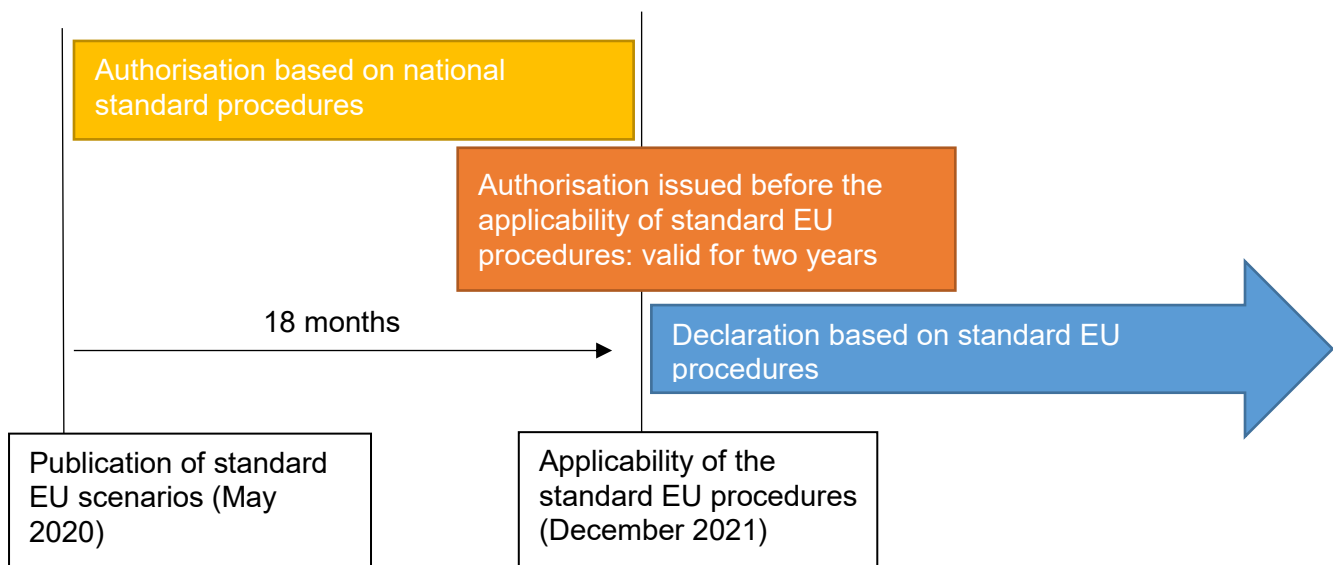 Authorisation based on national
standard procedures
Authorisation issued before the
applicability of standard EU
procedures: valid for two years
18 months
Declaration based on standard EU
procedures
Publication of standard
EU scenarios (May
2020)
Applicability of the
standard EU procedures
(December 2021)